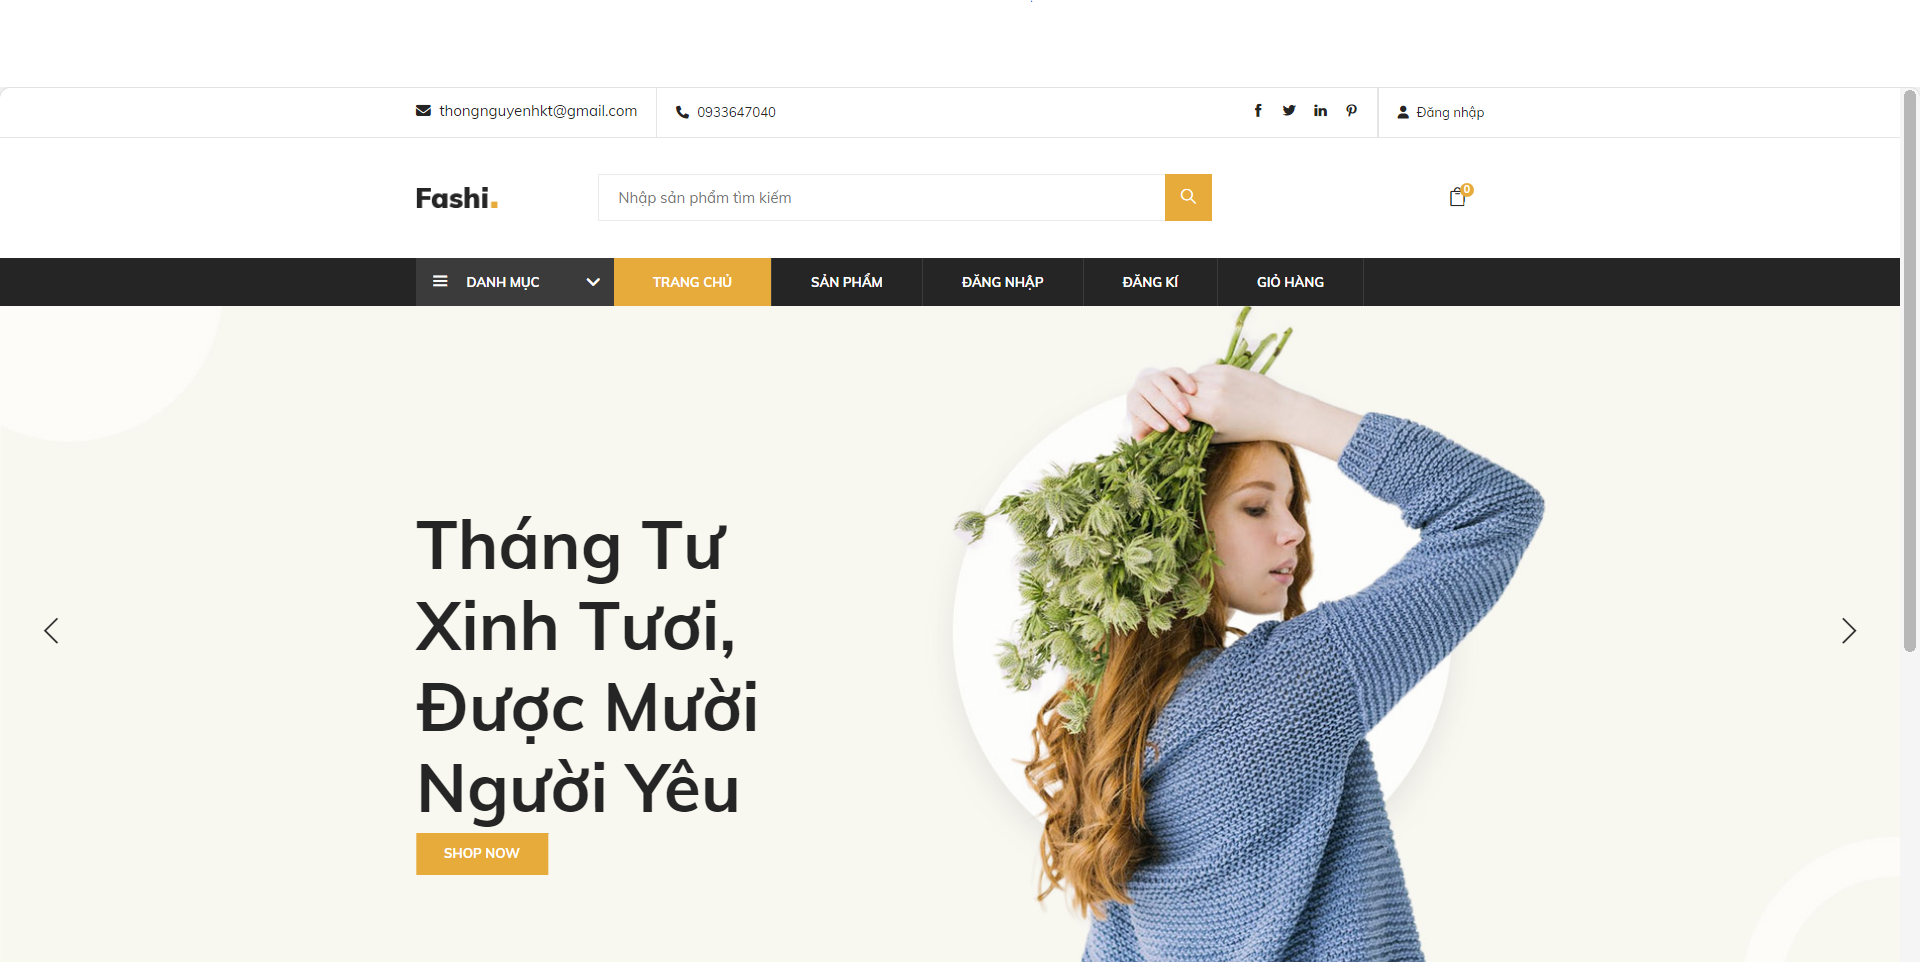 thongnguyenhkt@gmail.com
0933647040
Đăng nhập
Fashi.
Nhập sản phẩm tìm kiếm
0
DANH MỤC
TRANG CHỦ
SẢN PHẨM
ĐĂNG NHẬP
ĐĂNG KÍ
GIỎ HÀNG
Tháng Tư
Xinh Tươi,
Được Mười
Người Yêu
SHOP NOW